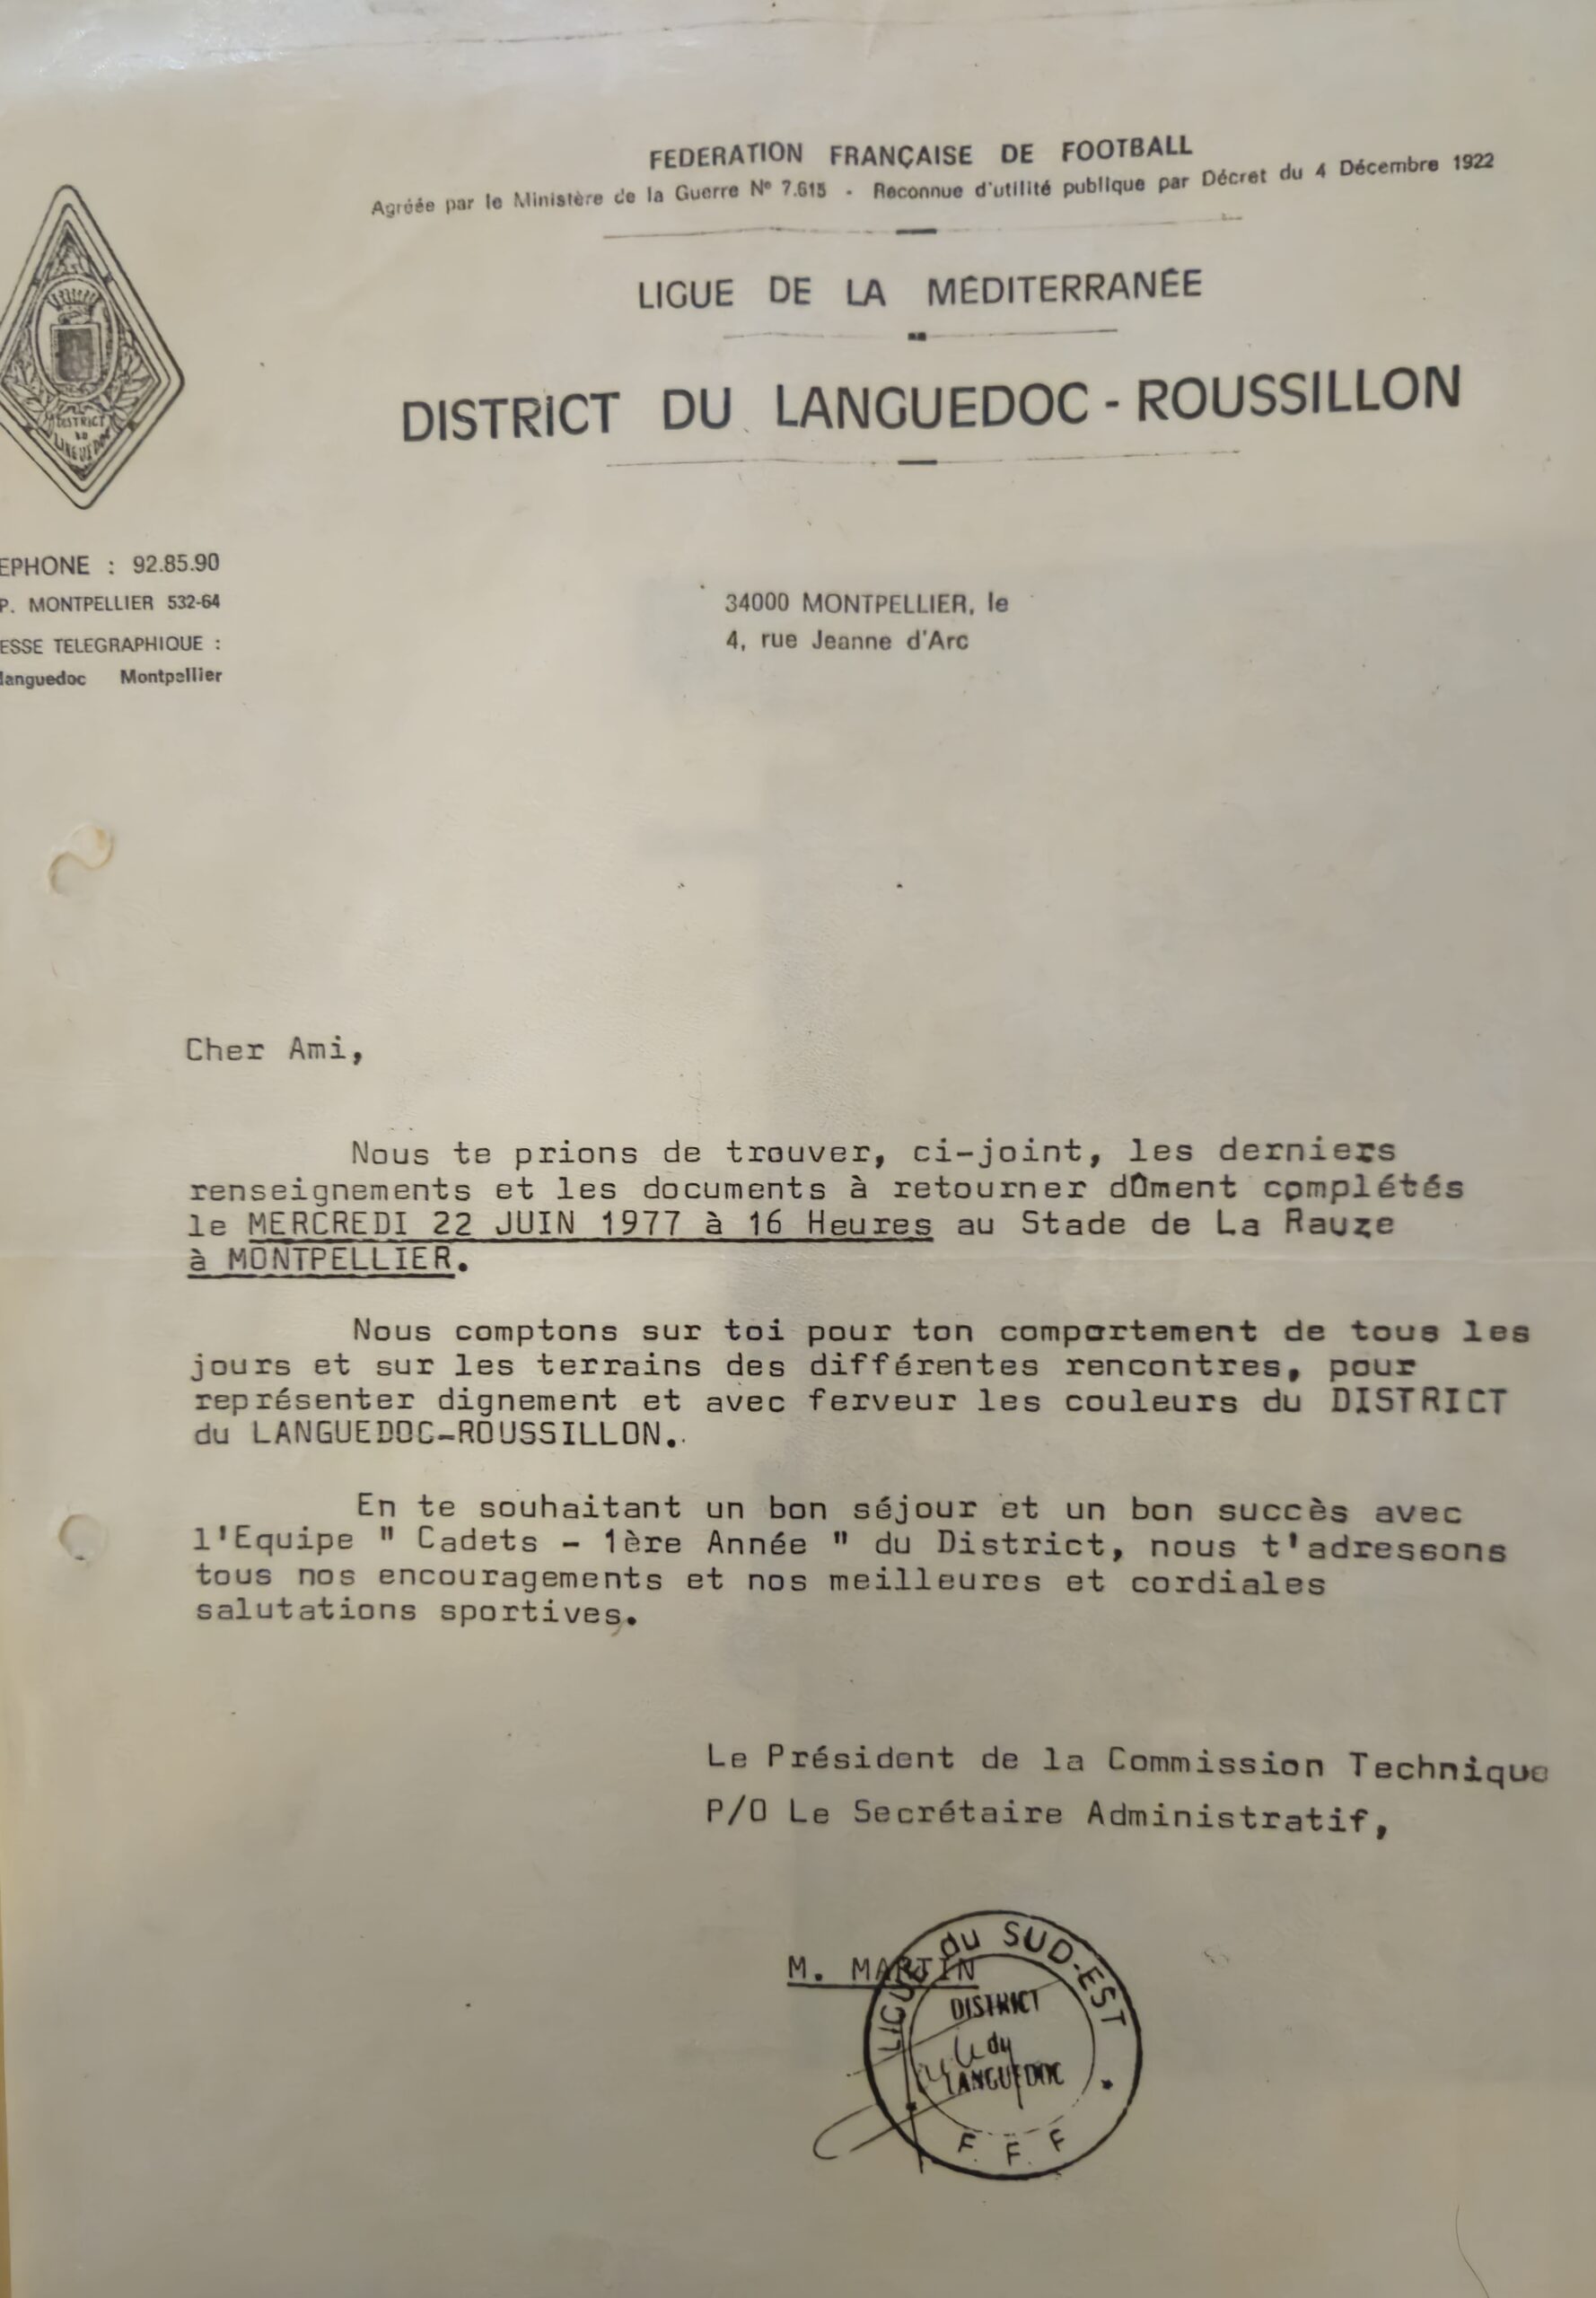 FEDERATION FRANÇAISE DE FOOTBALL
Agréée par le Ministère de la Guerre N° 7.615 - Reconnue d'utilité publique par Décret du 4 Décembre 1922
LIGUE DE LA MÉDITERRANÉE
DISTRICT DU LANGUEDOC - ROUSSILLON
DISTRICT
DU
LANGUEDOC
EPHONE : 92.85.90
P. MONTPELLIER 532-64
ESSE TELEGRAPHIQUE :
languedoc Montpellier
34000 MONTPELLIER, le
4, rue Jeanne d'Arc
Cher Ami,
Nous te prions de trouver, ci-joint, les derniers
renseignements et les documents à retourner dûment complétés
le MERCREDI 22 JUIN 1977 à 16 Heures au Stade de La Rauze
à MONTPELLIER.
Nous comptons sur toi pour ton comportement de tous les
jours et sur les terrains des différentes rencontres, pour
représenter dignement et avec ferveur les couleurs du DISTRICT
du LANGUEDOC-ROUSSILLON.
En te souhaitant un bon séjour et un bon succès avec
l'Equipe " Cadets - 1ère Année " du District, nous t'adressons
tous nos encouragements et nos meilleures et cordiales
salutations sportives.
Le Président de la Commission Technique
P/O Le Secrétaire Administratif,
M. MARTIN
LIGUE du SUD-EST
DISTRICT
du
LANGUEDOC
F. F. F